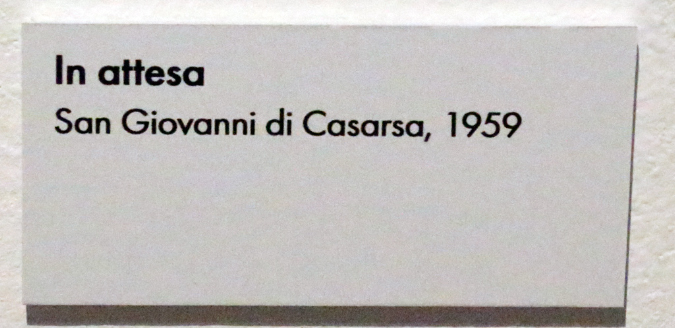 In attesa
San Giovanni di Casarsa, 1959